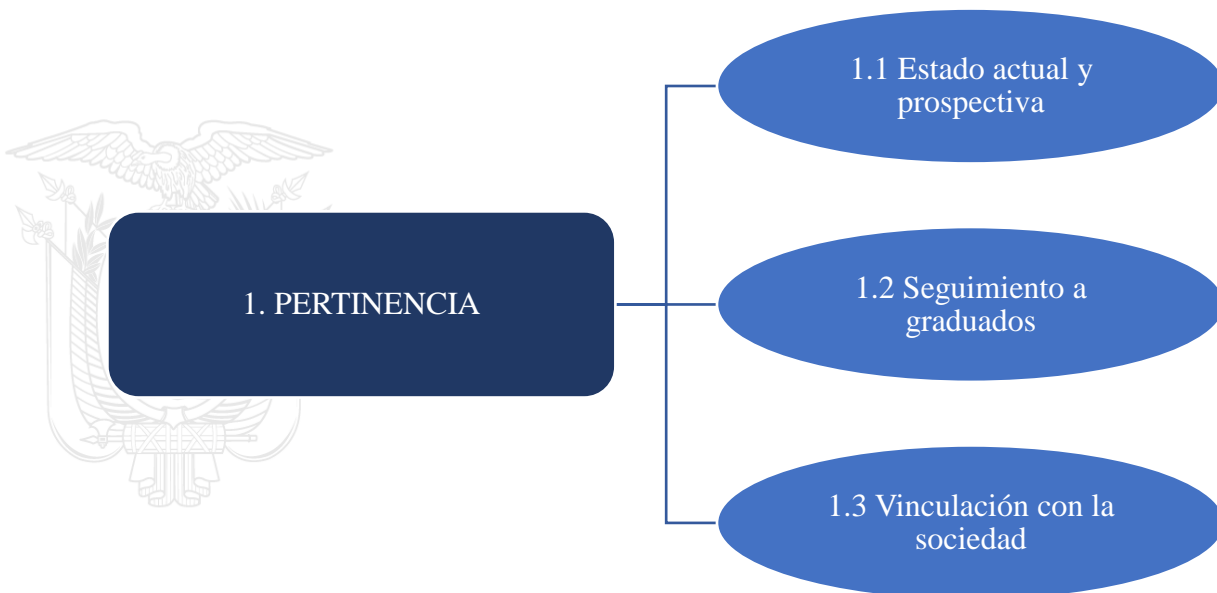 1.1 Estado actual y
prospectiva
1. PERTINENCIA
1.2 Seguimiento a
graduados
1.3 Vinculación con la
sociedad